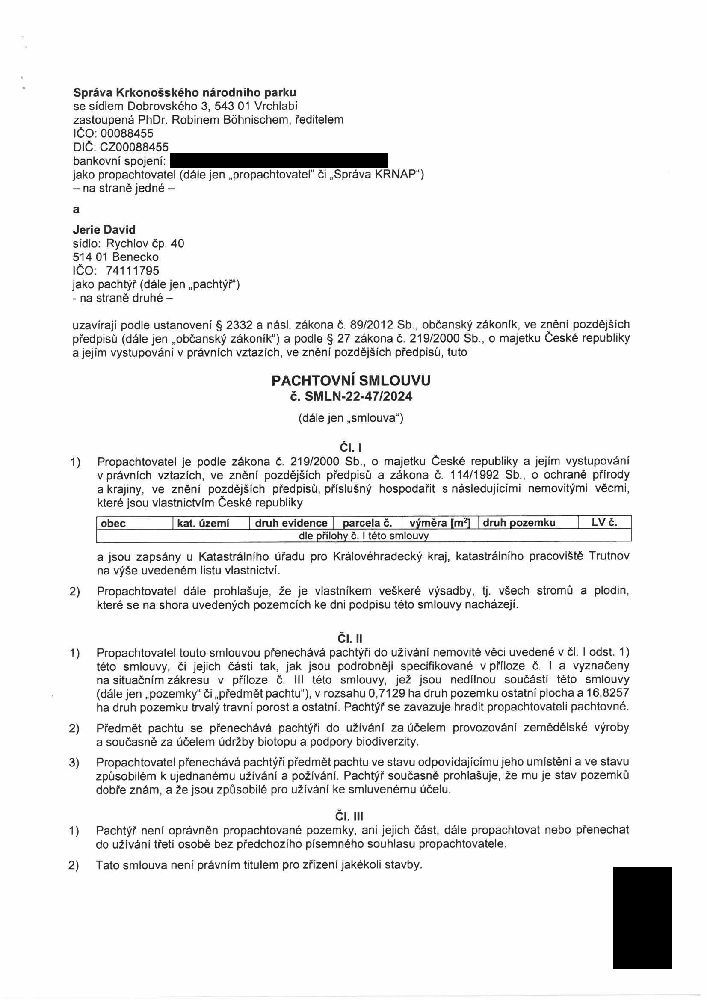 Správa Krkonošského národního parku
se sídlem Dobrovského 3, 543 01 Vrchlabí
zastoupená PhDr. Robinem Böhnischem, ředitelem
IČO: 00088455
DIČ: CZ00088455
bankovní spojení:
jako propachtovatel (dále jen „propachtovatel“ či „Správa KRNAP“)
– na straně jedné –
a
Jerie David
sídlo: Rychlov čp. 40
514 01 Benecko
IČO: 74111795
jako pachtýř (dále jen „pachtýř“)
- na straně druhé –
uzavírají podle ustanovení § 2332 a násl. zákona č. 89/2012 Sb., občanský zákoník, ve znění pozdějších
předpisů (dále jen „občanský zákoník“) a podle § 27 zákona č. 219/2000 Sb., o majetku České republiky
a jejím vystupování v právních vztazích, ve znění pozdějších předpisů, tuto
PACHTOVNÍ SMLOUVU
č. SMLN-22-47/2024
(dále jen „smlouva“)
Čl. I
1) Propachtovatel je podle zákona č. 219/2000 Sb., o majetku České republiky a jejím vystupování
v právních vztazích, ve znění pozdějších předpisů a zákona č. 114/1992 Sb., o ochraně přírody
a krajiny, ve znění pozdějších předpisů, příslušný hospodařit s následujícími nemovitými věcmi,
které jsou vlastnictvím České republiky
obec kat. území druh evidence parcela č. výměra [m²] druh pozemku LV č.
dle přílohy č. I této smlouvy
a jsou zapsány u Katastrálního úřadu pro Královéhradecký kraj, katastrálního pracoviště Trutnov
na výše uvedeném listu vlastnictví.
2) Propachtovatel dále prohlašuje, že je vlastníkem veškeré výsadby, tj. všech stromů a plodin,
které se na shora uvedených pozemcích ke dni podpisu této smlouvy nacházejí.
Čl. II
1) Propachtovatel touto smlouvou přenechává pachtýři do užívání nemovité věci uvedené v čl. I odst. 1)
této smlouvy, či jejich části tak, jak jsou podrobněji specifikované v příloze č. I a vyznačeny
na situačním zákresu v příloze č. III této smlouvy, jež jsou nedílnou součástí této smlouvy
(dále jen „pozemky“ či „předmět pachtu“), v rozsahu 0,7129 ha druh pozemku ostatní plocha a 16,8257
ha druh pozemku trvalý travní porost a ostatní. Pachtýř se zavazuje hradit propachtovateli pachtovné.
2) Předmět pachtu se přenechává pachtýři do užívání za účelem provozování zemědělské výroby
a současně za účelem údržby biotopu a podpory biodiverzity.
3) Propachtovatel přenechává pachtýři předmět pachtu ve stavu odpovídajícímu jeho umístění a ve stavu
způsobilém k ujednanému užívání a požívání. Pachtýř současně prohlašuje, že mu je stav pozemků
dobře znám, a že jsou způsobilé pro užívání ke smluvenému účelu.
Čl. III
1) Pachtýř není oprávněn propachtované pozemky, ani jejich část, dále propachtovat nebo přenechat
do užívání třetí osobě bez předchozího písemného souhlasu propachtovatele.
2) Tato smlouva není právním titulem pro zřízení jakékoli stavby.